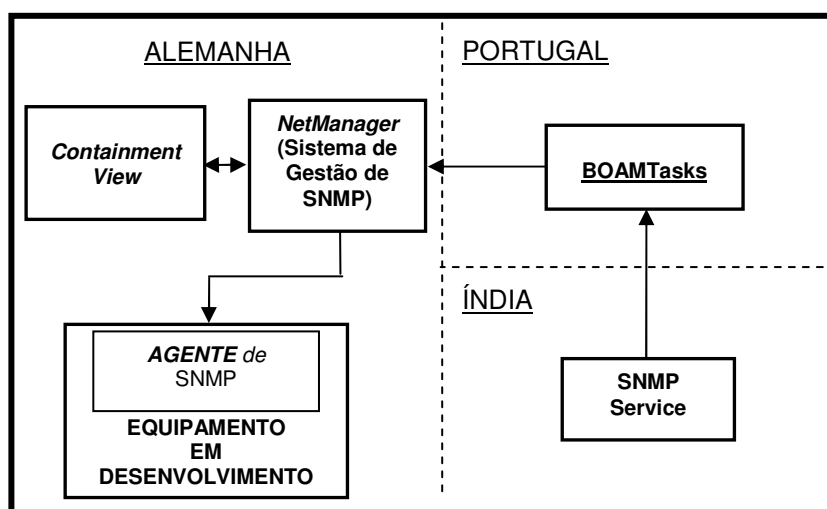 ALEMANHA
Containment
View
NetManager
(Sistema de
Gestão de
SNMP)
AGENTE de
SNMP
EQUIPAMENTO
EM
DESENVOLVIMENTO
PORTUGAL
BOAMTasks
ÍNDIA
SNMP
Service